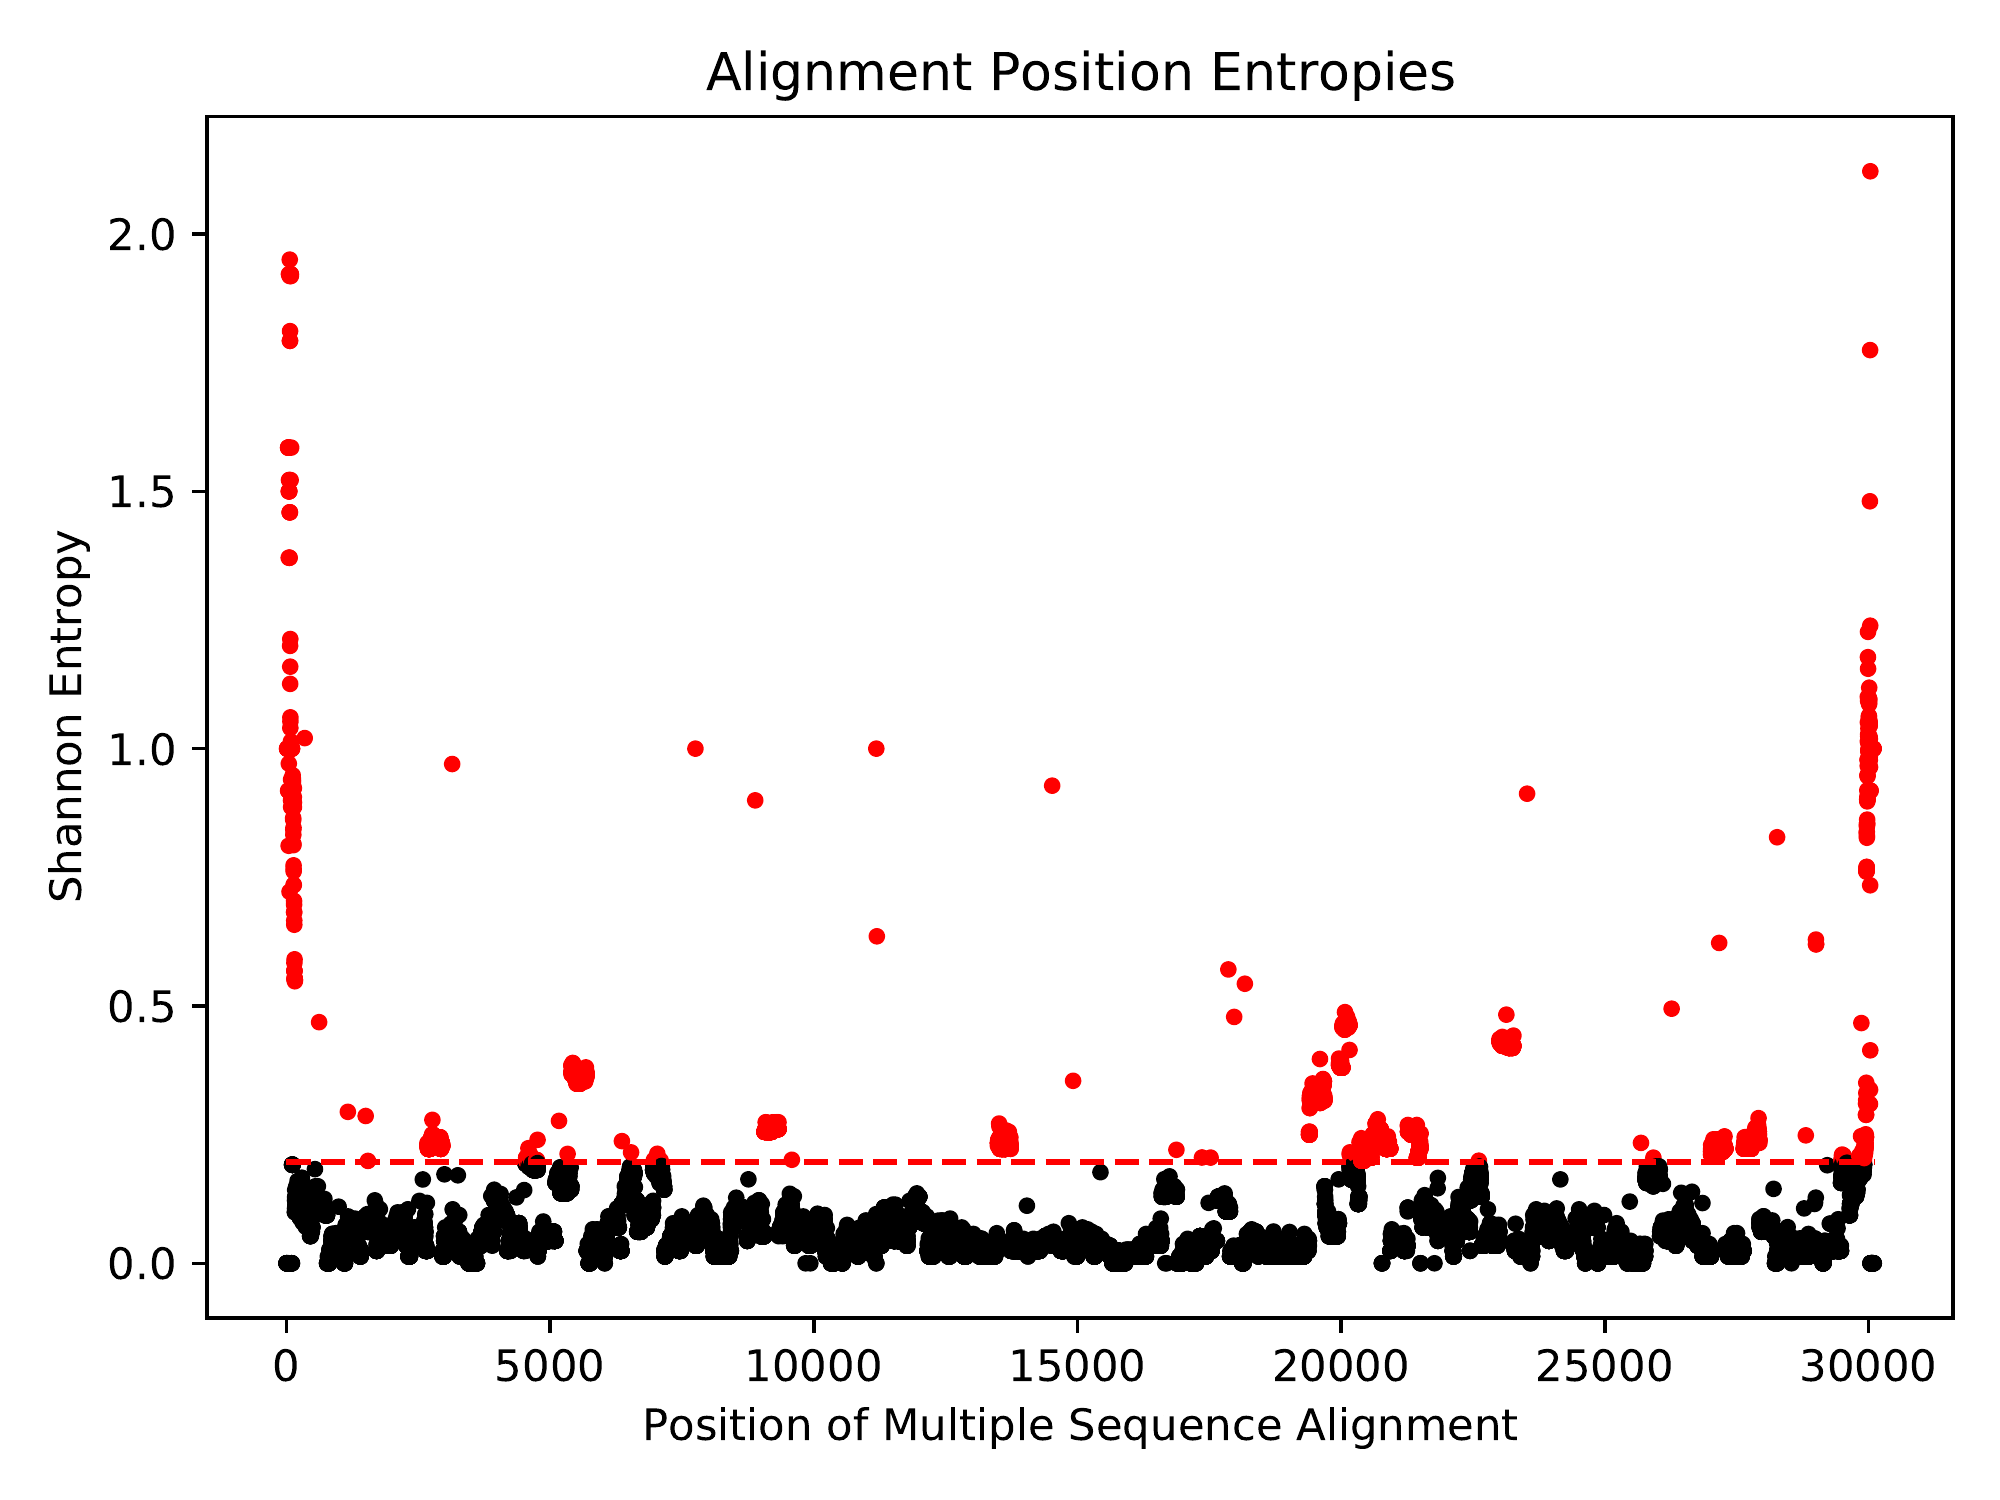 Alignment Position Entropies
Shannon Entropy
2.0
1.5
1.0
0.5
0.0
0 5000 10000 15000 20000 25000 30000
Position of Multiple Sequence Alignment